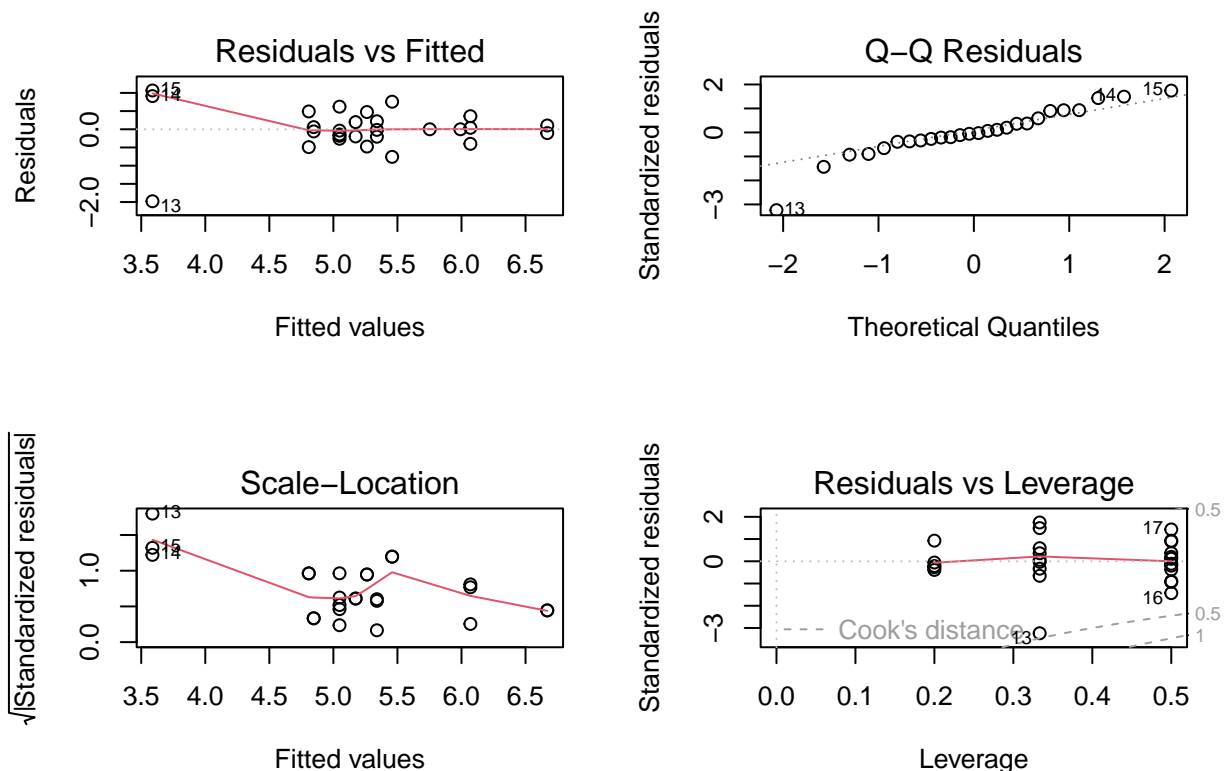 Residuals vs Fitted
Residuals
0.0
−2.0
15
14
13
3.5 4.0 4.5 5.0 5.5 6.0 6.5
Fitted values
Q−Q Residuals
Standardized residuals
2
0
−3
14
15
13
−2 −1 0 1 2
Theoretical Quantiles
Scale−Location
√|Standardized residuals|
1.0
0.0
13
15
14
3.5 4.0 4.5 5.0 5.5 6.0 6.5
Fitted values
Residuals vs Leverage
Standardized residuals
2
0
−3
17
16
13
Cook's distance
0.5
0.5
1
0.0 0.1 0.2 0.3 0.4 0.5
Leverage